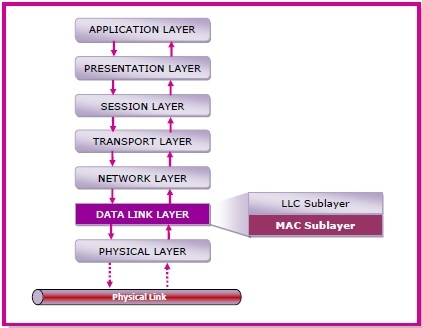 APPLICATION LAYER
PRESENTATION LAYER
SESSION LAYER
TRANSPORT LAYER
NETWORK LAYER
DATA LINK LAYER
LLC Sublayer
MAC Sublayer
PHYSICAL LAYER
Physical Link